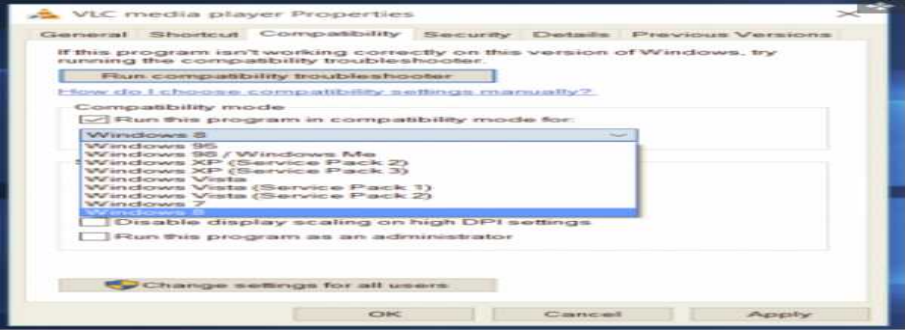 VLC media player Properties
General Shortcut Compatibility Security Details Previous Versions
If this program isn't working correctly on this version of Windows, try
running the compatibility troubleshooter.
Run compatibility troubleshooter
How do I choose compatibility settings manually?
Compatibility mode
Run this program in compatibility mode for:
Windows 8
Windows 95
Windows 98 / Windows Me
Windows XP (Service Pack 2)
Windows XP (Service Pack 3)
Windows Vista
Windows Vista (Service Pack 1)
Windows Vista (Service Pack 2)
Windows 7
Windows 8
Disable display scaling on high DPI settings
Run this program as an administrator
Change settings for all users
OK Cancel Apply